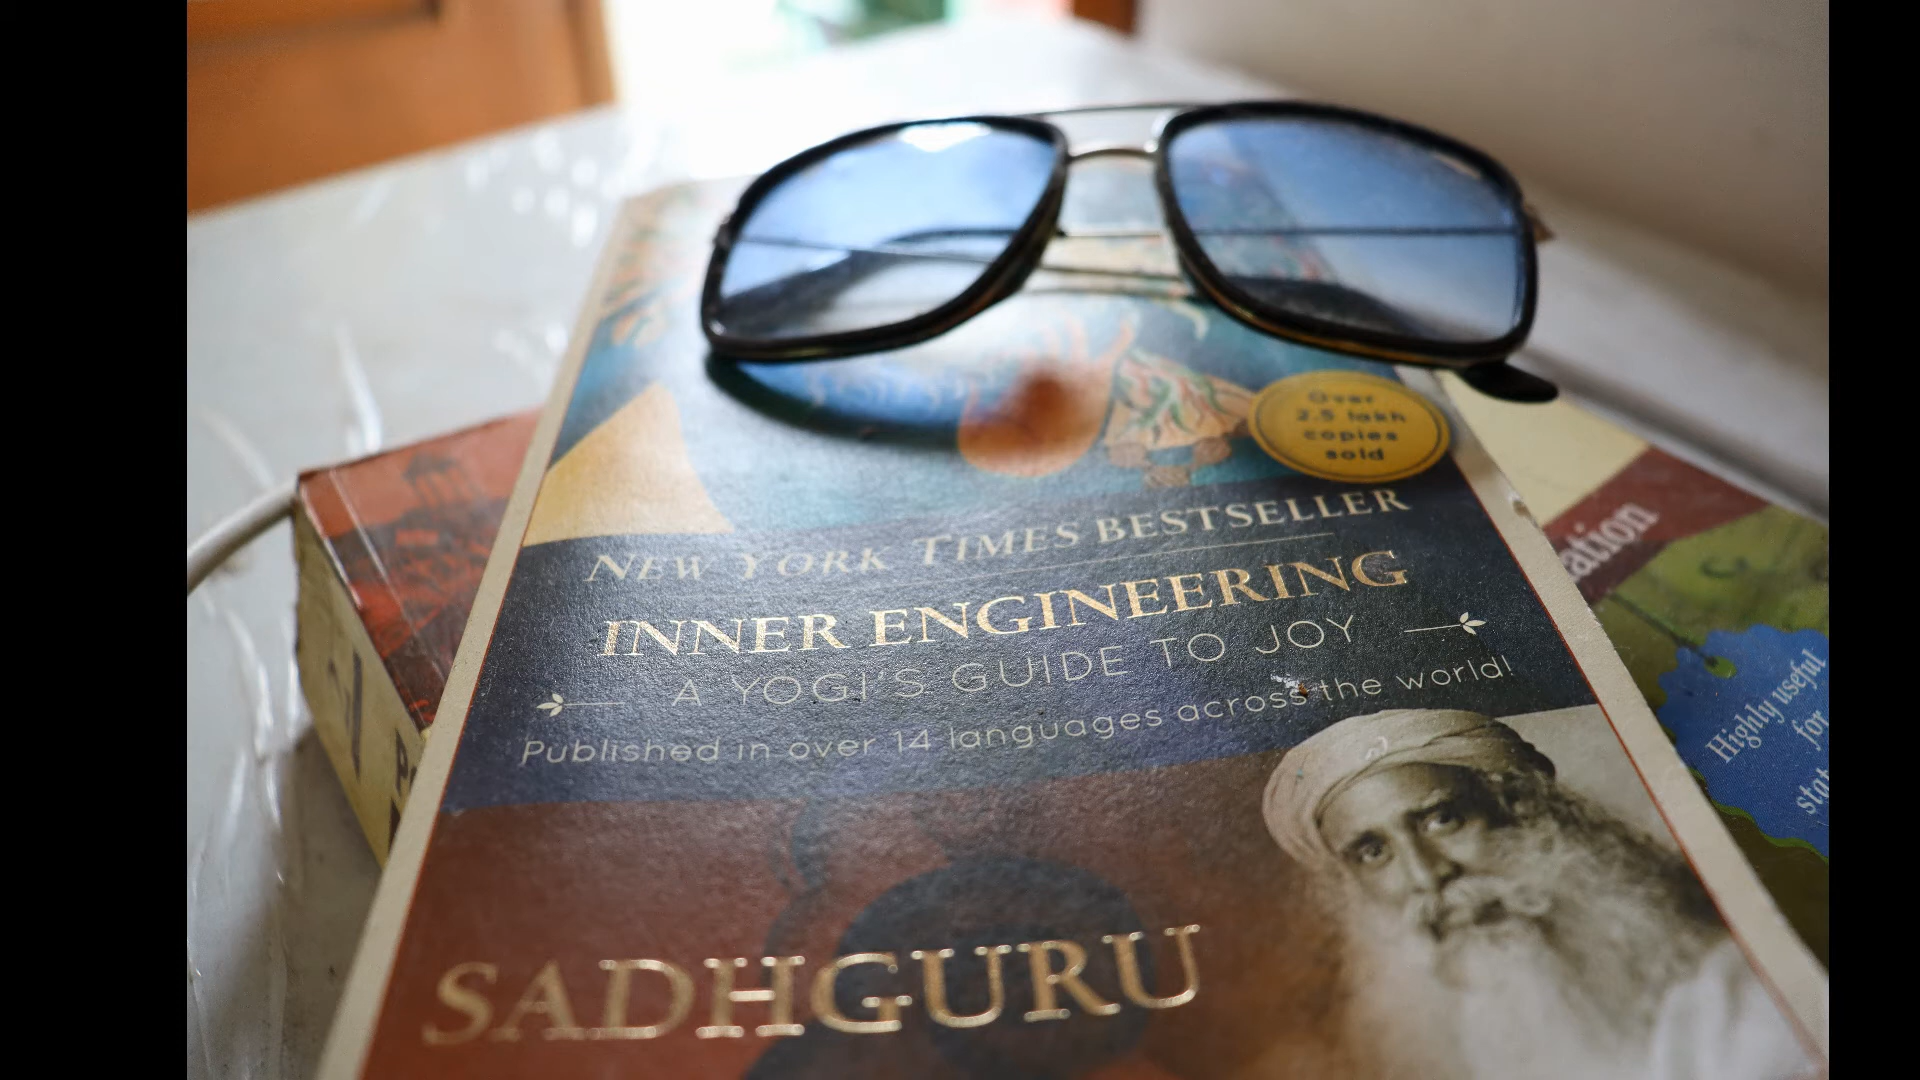 Over
2.5 lakh
copies
sold
NEW YORK TIMES BESTSELLER
INNER ENGINEERING
A YOGI'S GUIDE TO JOY
Published in over 14 languages across the world!
SADHGURU
Highly useful
for